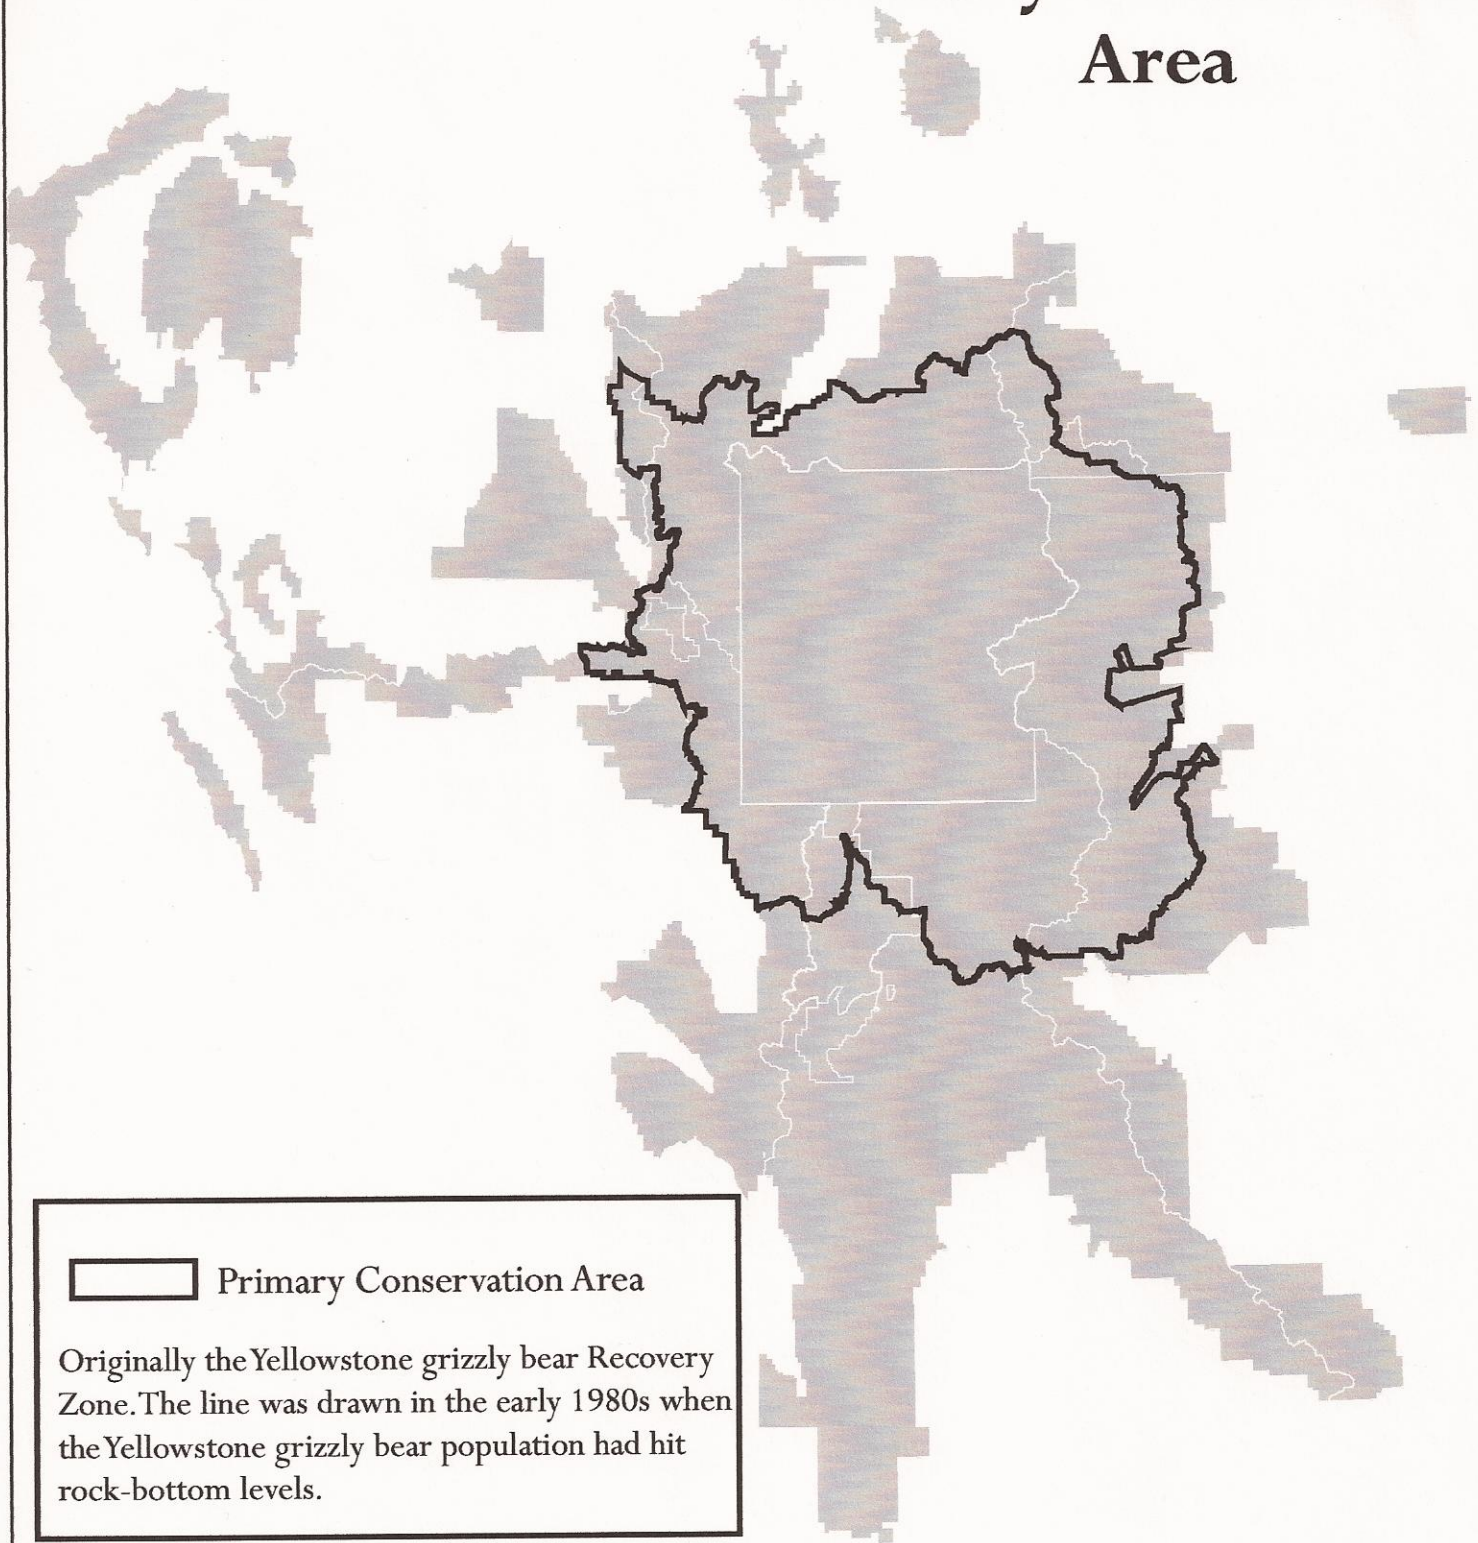 Area
Primary Conservation Area
Originally the Yellowstone grizzly bear Recovery
Zone. The line was drawn in the early 1980s when
the Yellowstone grizzly bear population had hit
rock-bottom levels.